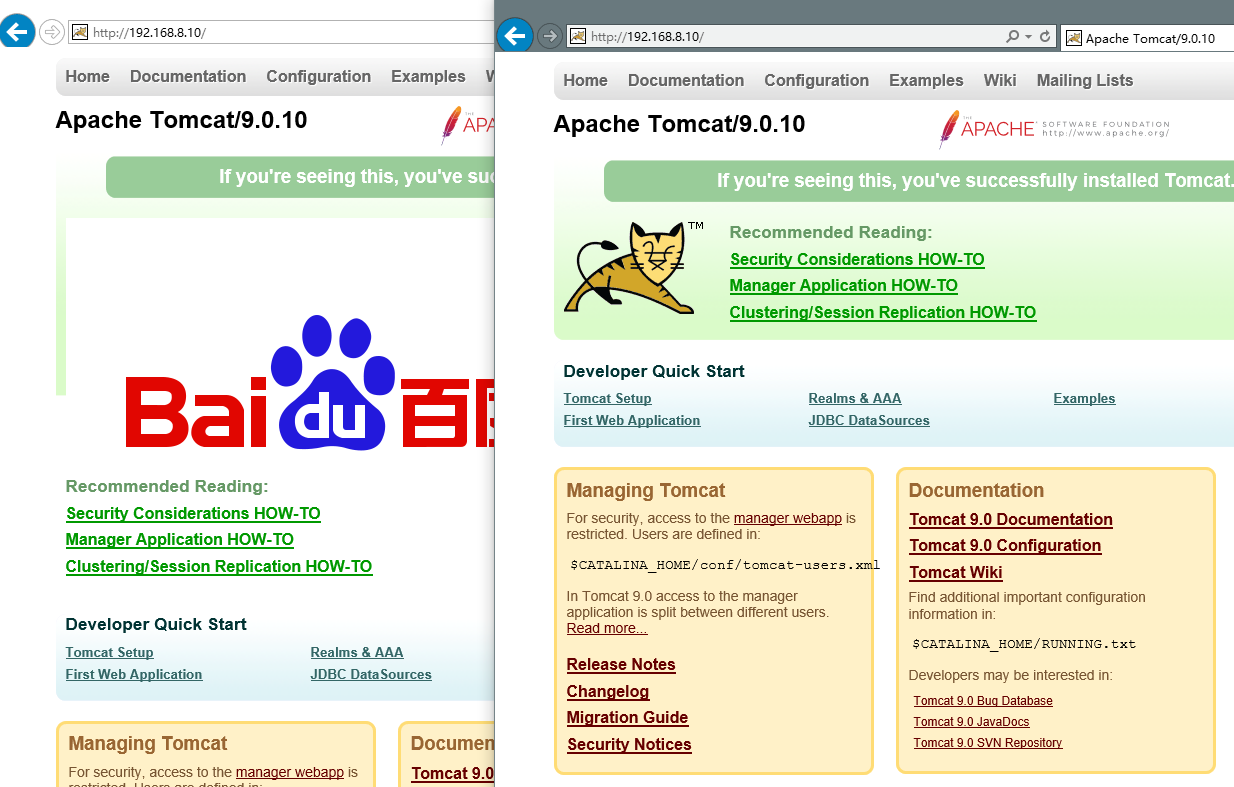 http://192.168.8.10/
Home Documentation Configuration Examples W
Apache Tomcat/9.0.10
THE APA
If you're seeing this, you've suc
Bai du 百
Recommended Reading:
Security Considerations HOW-TO
Manager Application HOW-TO
Clustering/Session Replication HOW-TO
Developer Quick Start
Tomcat Setup Realms & AAA
First Web Application JDBC DataSources
Managing Tomcat
For security, access to the manager webapp is
restricted. Users are defined in:
Documen
Tomcat 9.0
http://192.168.8.10/
Apache Tomcat/9.0.10
Home Documentation Configuration Examples Wiki Mailing Lists
Apache Tomcat/9.0.10
THE APACHE SOFTWARE FOUNDATION
http://www.apache.org/
If you're seeing this, you've successfully installed Tomcat.
TM
Recommended Reading:
Security Considerations HOW-TO
Manager Application HOW-TO
Clustering/Session Replication HOW-TO
Developer Quick Start
Tomcat Setup Realms & AAA Examples
First Web Application JDBC DataSources
Managing Tomcat
For security, access to the manager webapp is
restricted. Users are defined in:
$CATALINA_HOME/conf/tomcat-users.xml
In Tomcat 9.0 access to the manager
application is split between different users.
Read more...
Release Notes
Changelog
Migration Guide
Security Notices
Documentation
Tomcat 9.0 Documentation
Tomcat 9.0 Configuration
Tomcat Wiki
Find additional important configuration
information in:
$CATALINA_HOME/RUNNING.txt
Developers may be interested in:
Tomcat 9.0 Bug Database
Tomcat 9.0 JavaDocs
Tomcat 9.0 SVN Repository